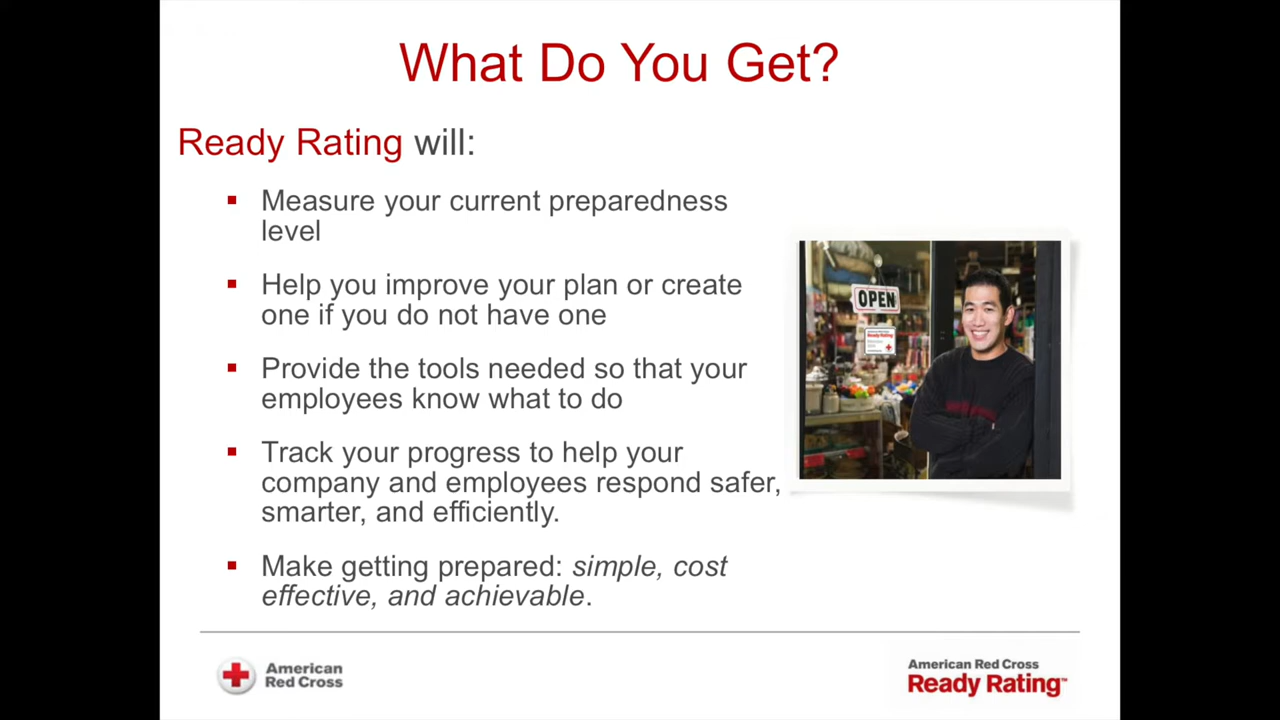 What Do You Get?
Ready Rating will:
▪ Measure your current preparedness
level
▪ Help you improve your plan or create
one if you do not have one
▪ Provide the tools needed so that your
employees know what to do
▪ Track your progress to help your
company and employees respond safer,
smarter, and efficiently.
▪ Make getting prepared: simple, cost
effective, and achievable.
OPEN
Ready Rating
American
Red Cross
American Red Cross
Ready Rating™